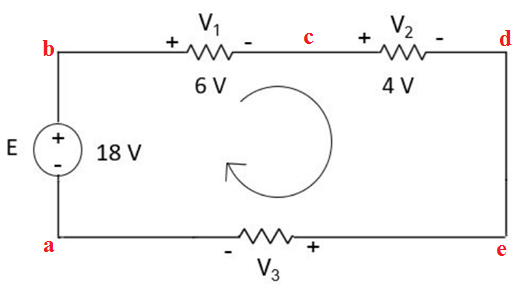 V₁
V₂
b + - c + - d
6 V
4 V
E + - 18 V
a - + e
V₃